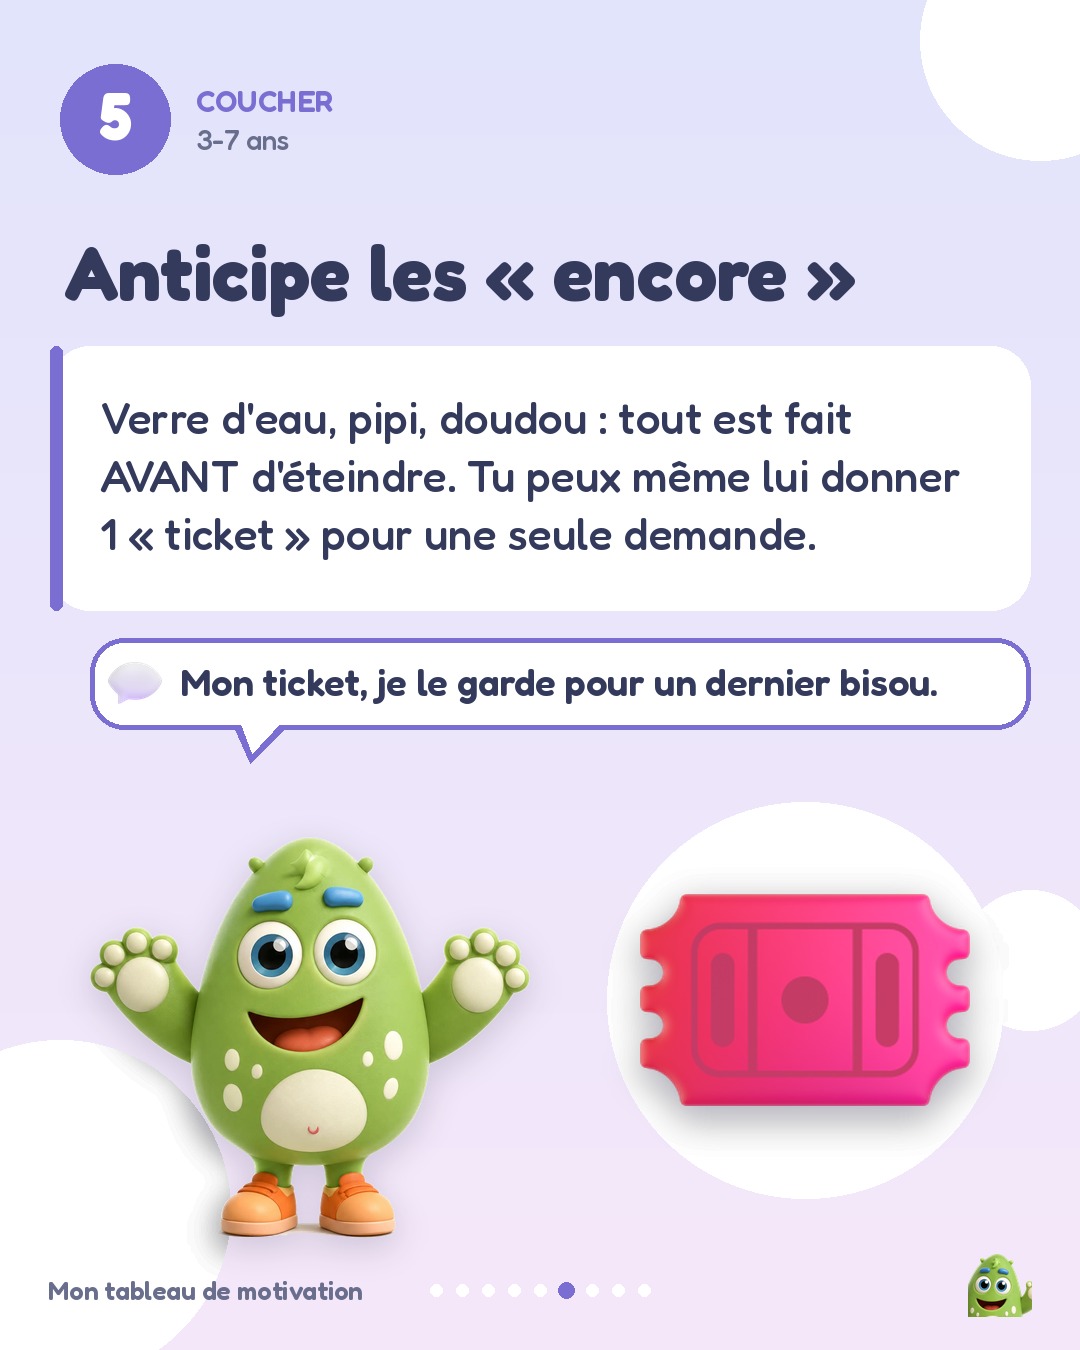 5
COUCHER
3-7 ans
Anticipe les « encore »
Verre d'eau, pipi, doudou : tout est fait
AVANT d'éteindre. Tu peux même lui donner
1 « ticket » pour une seule demande.
Mon ticket, je le garde pour un dernier bisou.
Mon tableau de motivation